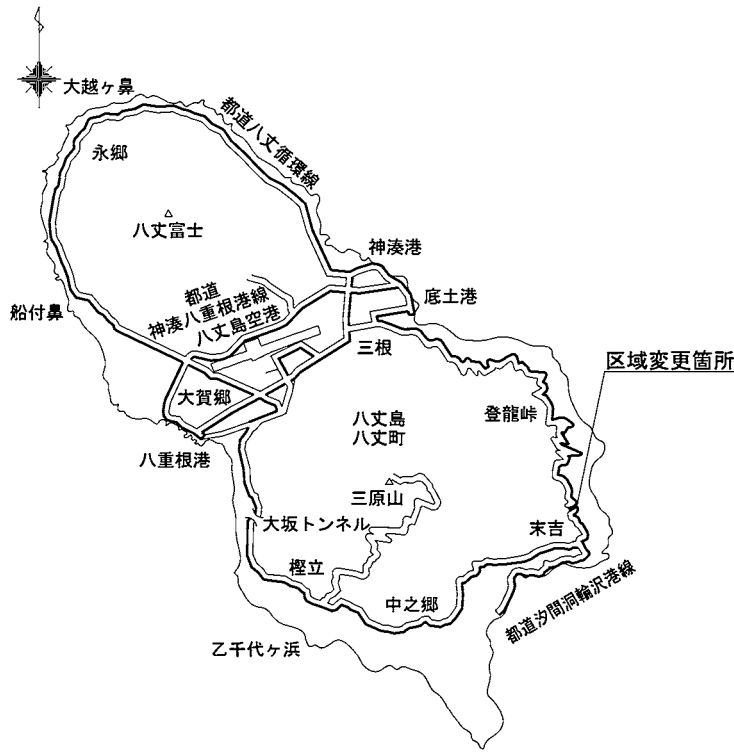 大越ヶ鼻
都道八丈循環線
永郷
八丈富士
神湊港
都道
神湊八重根港線
八丈島空港
底土港
船付鼻
三根
区域変更箇所
大賀郷
登龍峠
八丈島
八丈町
八重根港
三原山
大坂トンネル
末吉
樫立
中之郷
都道汐間洞輪沢港線
乙千代ヶ浜